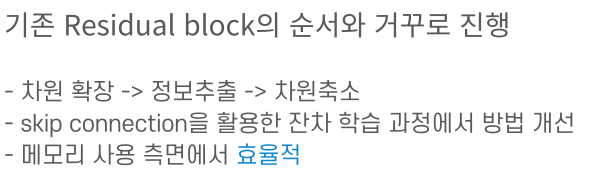 기존 Residual block의 순서와 거꾸로 진행
- 차원 확장 -> 정보추출 -> 차원축소
- skip connection을 활용한 잔차 학습 과정에서 방법 개선
- 메모리 사용 측면에서 효율적